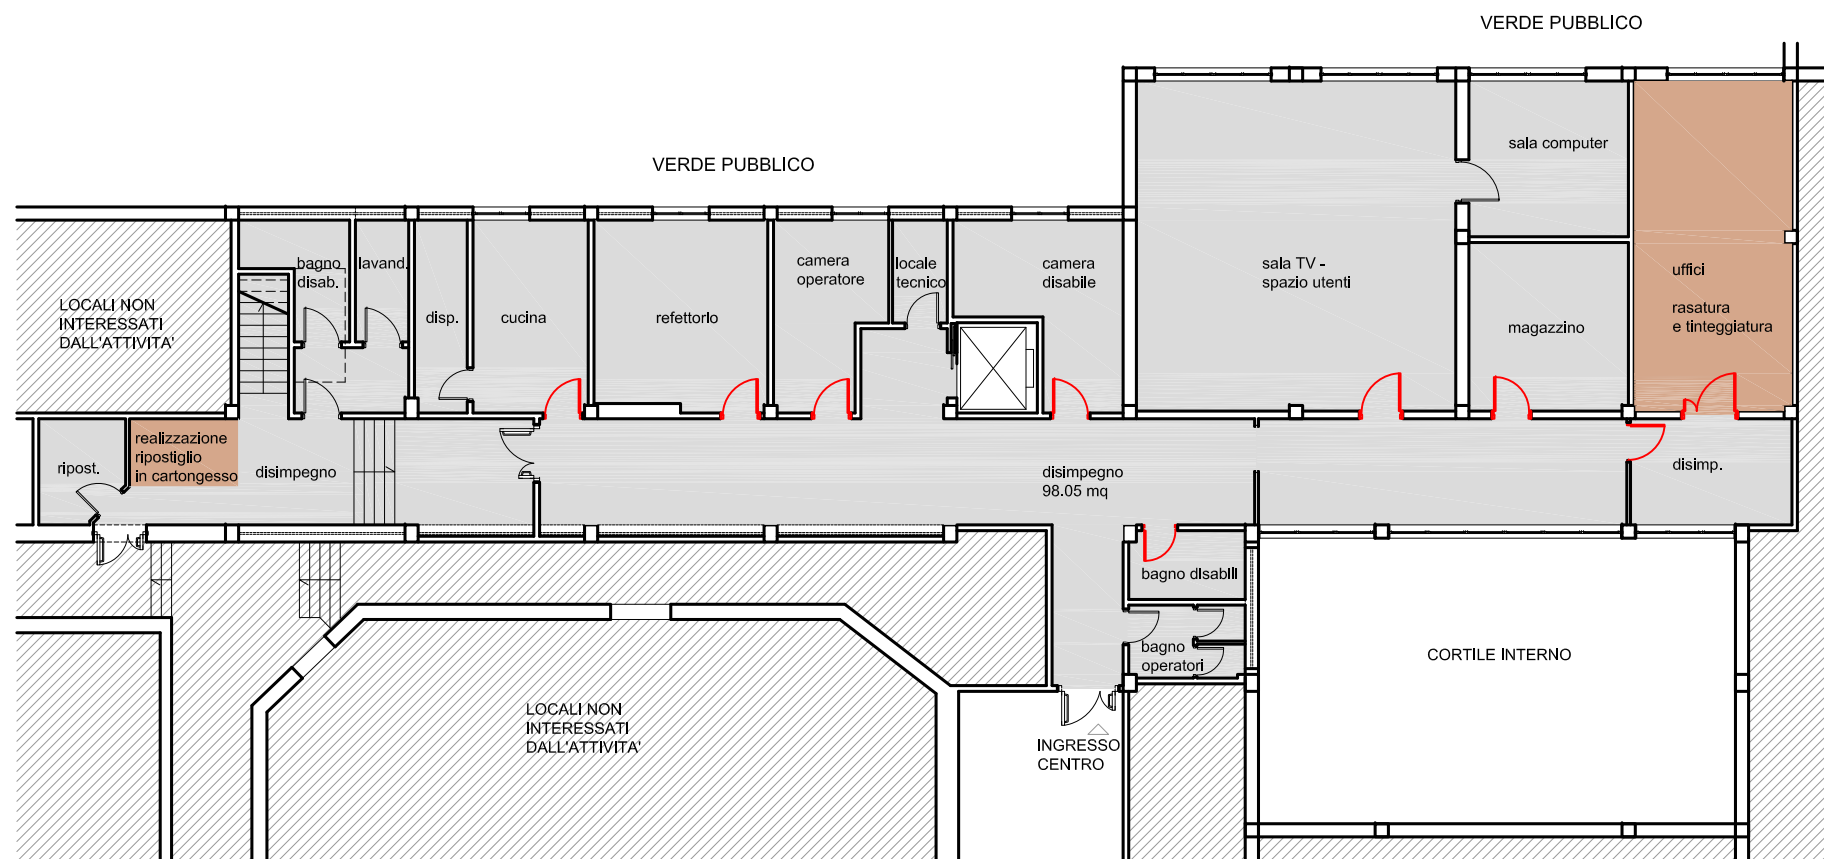 VERDE PUBBLICO
VERDE PUBBLICO
sala computer
bagno
disab.
lavand.
camera
operatore
locale
tecnico
camera
disabile
sala TV -
spazio utenti
uffici
rasatura
e tinteggiatura
LOCALI NON
INTERESSATI
DALL'ATTIVITA'
disp.
cucina
refettorIo
magazzino
realizzazione
ripostiglio
in cartongesso
ripost.
disimpegno
disimpegno
98.05 mq
disimp.
bagno dIsabIlI
bagno
operatori
CORTILE INTERNO
LOCALI NON
INTERESSATI
DALL'ATTIVITA'
INGRESSO
CENTRO